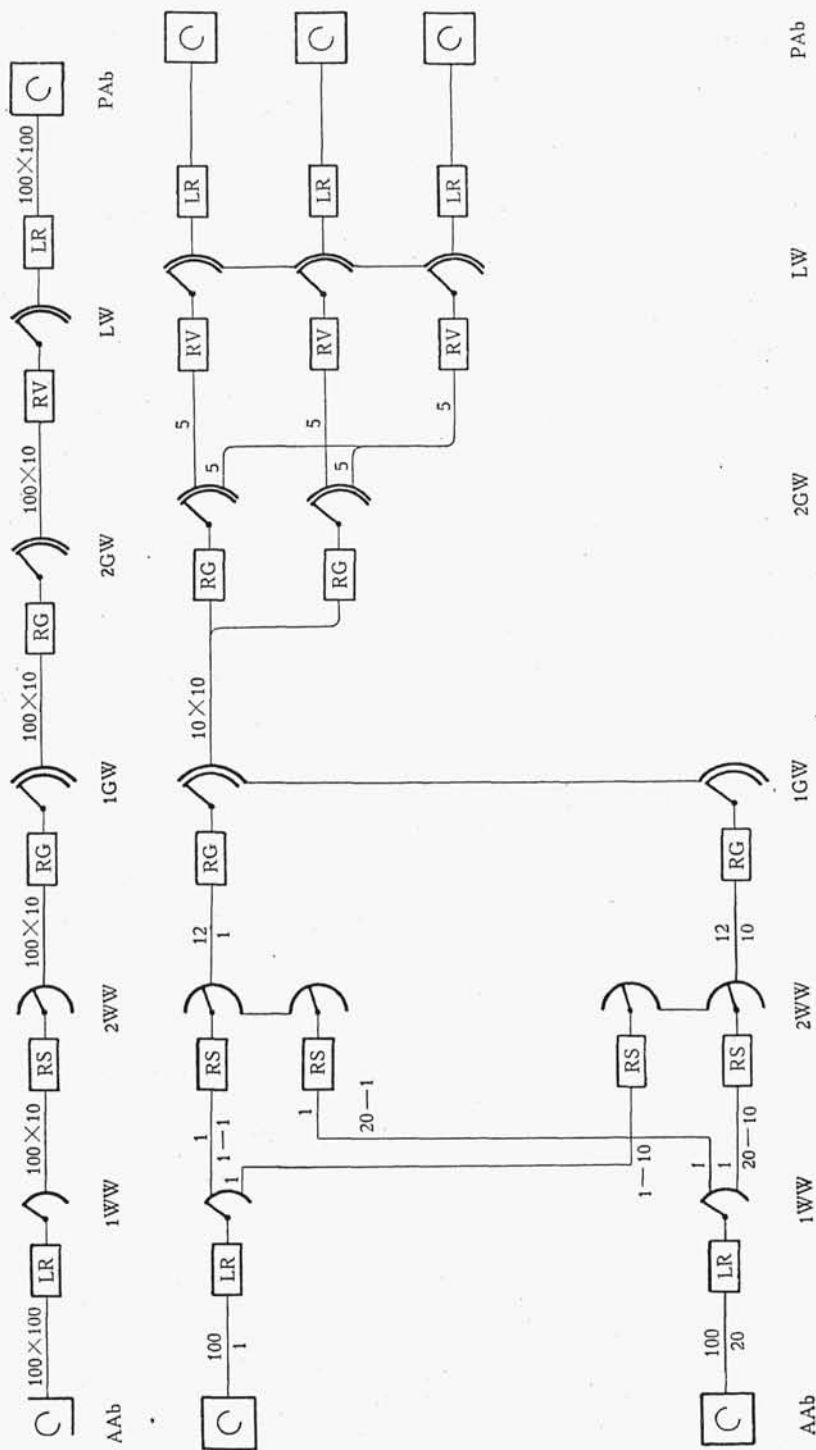 100×100 100×10 100×10 100×10 100×10 100×100
LR RS RG RG RV LR
AAb 1WW 2WW 1GW 2GW LW PAb
100 1 12 10×10 5
LR RS RG RG RV LR
1 1—1 1
1 5
RS 5 RV LR
1 RG
20—1 5
5
RV LR
RS
1—10
1
100 1 12
LR RS RG
20 20—10 10
AAb 1WW 2WW 1GW 2GW LW PAb